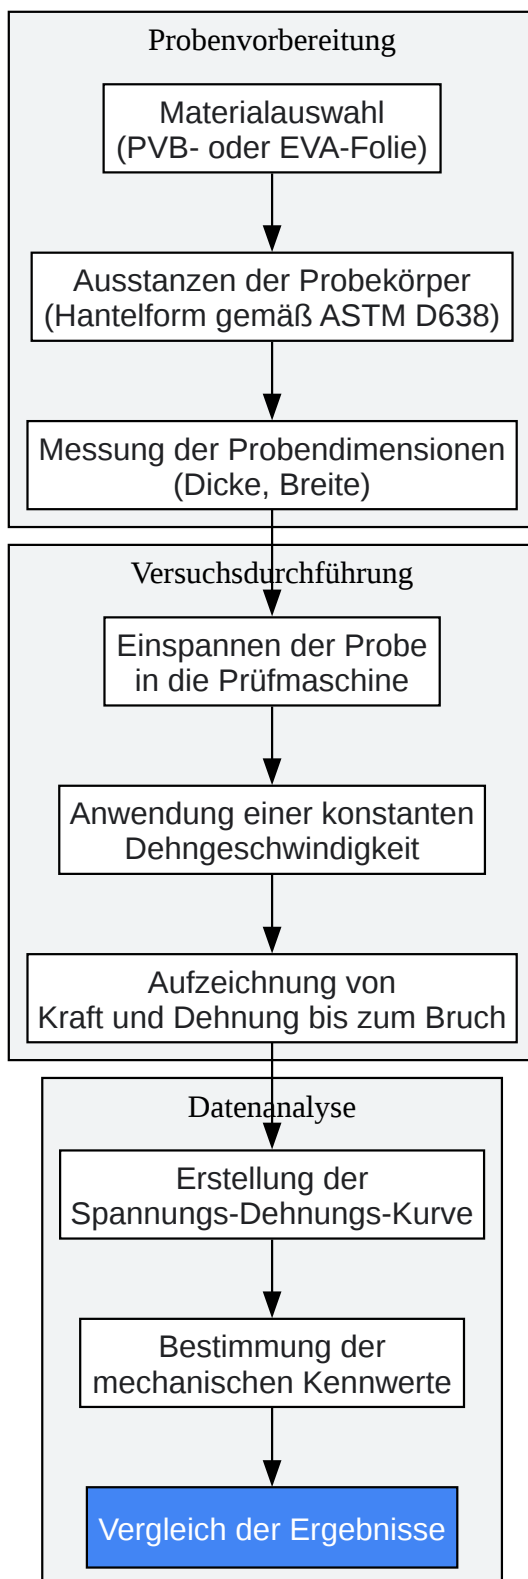 Probenvorbereitung
Materialauswahl
(PVB- oder EVA-Folie)
Ausstanzen der Probekörper
(Hantelform gemäß ASTM D638)
Messung der Probendimensionen
(Dicke, Breite)
Versuchsdurchführung
Einspannen der Probe
in die Prüfmaschine
Anwendung einer konstanten
Dehngeschwindigkeit
Aufzeichnung von
Kraft und Dehnung bis zum Bruch
Datenanalyse
Erstellung der
Spannungs-Dehnungs-Kurve
Bestimmung der
mechanischen Kennwerte
Vergleich der Ergebnisse